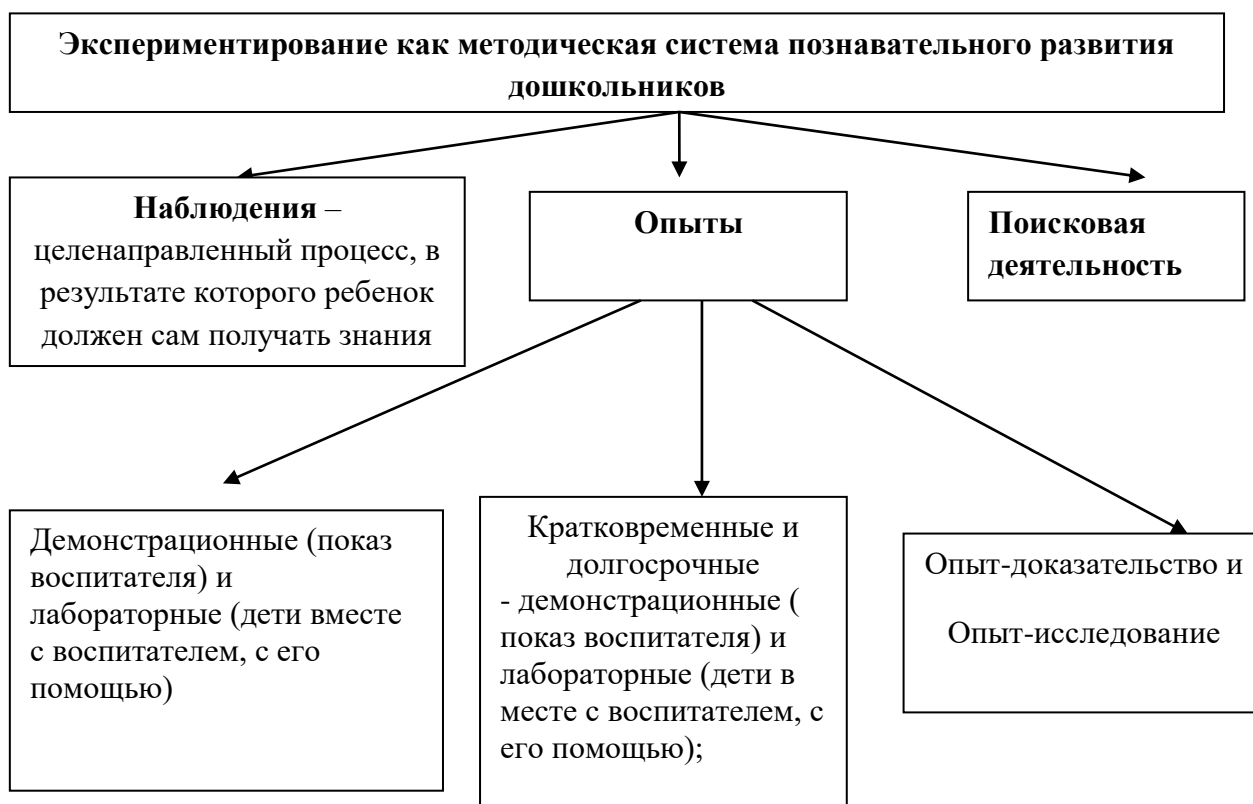 Экспериментирование как методическая система познавательного развития
дошкольников
Наблюдения –
целенаправленный процесс, в
результате которого ребенок
должен сам получать знания
Опыты
Поисковая
деятельность
Демонстрационные (показ
воспитателя) и
лабораторные (дети вместе
с воспитателем, с его
помощью)
Кратковременные и
долгосрочные
- демонстрационные (
показ воспитателя) и
лабораторные (дети в
месте с воспитателем, с
его помощью);
Опыт-доказательство и
Опыт-исследование